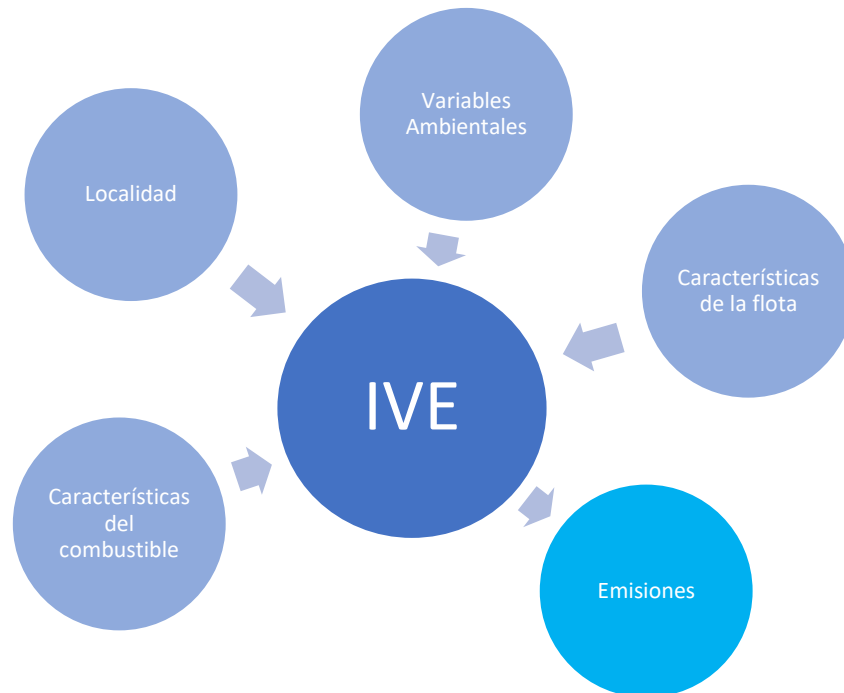 Variables
Ambientales
Localidad
Características
de la flota
IVE
Características
del
combustible
Emisiones